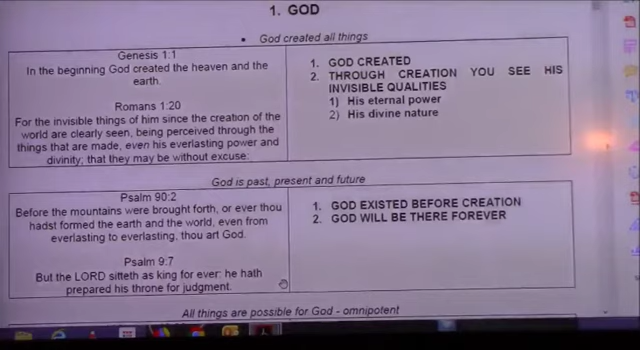 1. GOD
• God created all things
Genesis 1:1
In the beginning God created the heaven and the
earth.
Romans 1:20
For the invisible things of him since the creation of the
world are clearly seen, being perceived through the
things that are made, even his everlasting power and
divinity; that they may be without excuse:
1. GOD CREATED
2. THROUGH CREATION YOU SEE HIS
INVISIBLE QUALITIES
1) His eternal power
2) His divine nature
God is past, present and future
Psalm 90:2
Before the mountains were brought forth, or ever thou
hadst formed the earth and the world, even from
everlasting to everlasting, thou art God.
Psalm 9:7
But the LORD sitteth as king for ever: he hath
prepared his throne for judgment.
1. GOD EXISTED BEFORE CREATION
2. GOD WILL BE THERE FOREVER
All things are possible for God - omnipotent